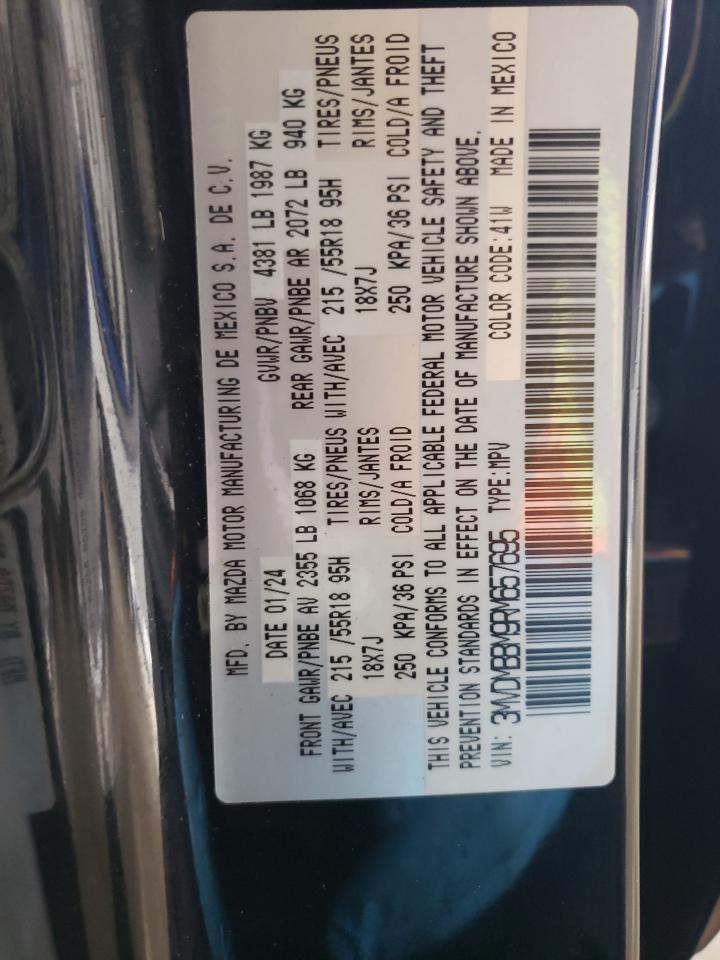 MFD. BY MAZDA MOTOR MANUFACTURING DE MEXICO S.A. DE C.V.
DATE 01/24 GVWR/PNBV 4381 LB 1987 KG
FRONT GAWR/PNBE AV 2355 LB 1068 KG REAR GAWR/PNBE AR 2072 LB 940 KG
WITH/AVEC 215 /55R18 95H TIRES/PNEUS WITH/AVEC 215 /55R18 95H TIRES/PNEUS
18X7J RIMS/JANTES 18X7J RIMS/JANTES
250 KPA/36 PSI COLD/A FROID 250 KPA/36 PSI COLD/A FROID
THIS VEHICLE CONFORMS TO ALL APPLICABLE FEDERAL MOTOR VEHICLE SAFETY AND THEFT
PREVENTION STANDARDS IN EFFECT ON THE DATE OF MANUFACTURE SHOWN ABOVE.
VIN: 3MVDMBBM9RM657695 TYPE:MPV COLOR CODE:41W MADE IN MEXICO